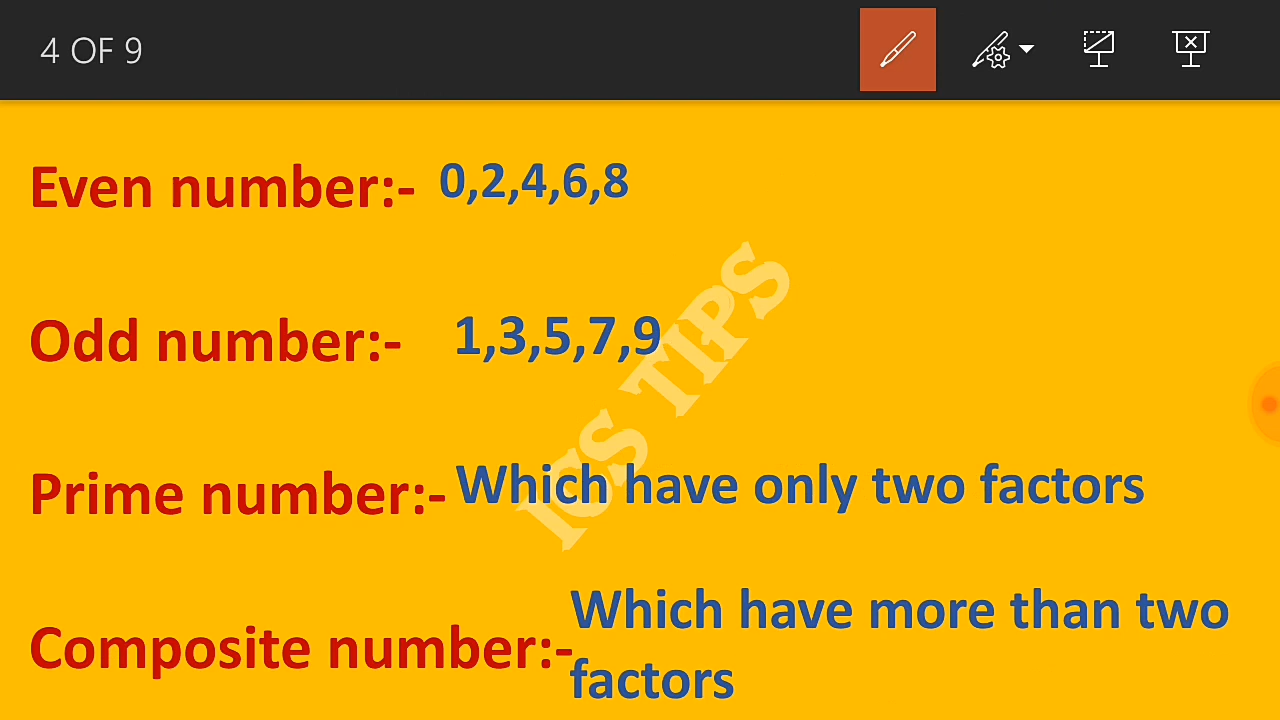 4 OF 9
Even number:- 0,2,4,6,8
Odd number:- 1,3,5,7,9
Prime number:- Which have only two factors
Composite number:- Which have more than two
factors
IGS TIPS